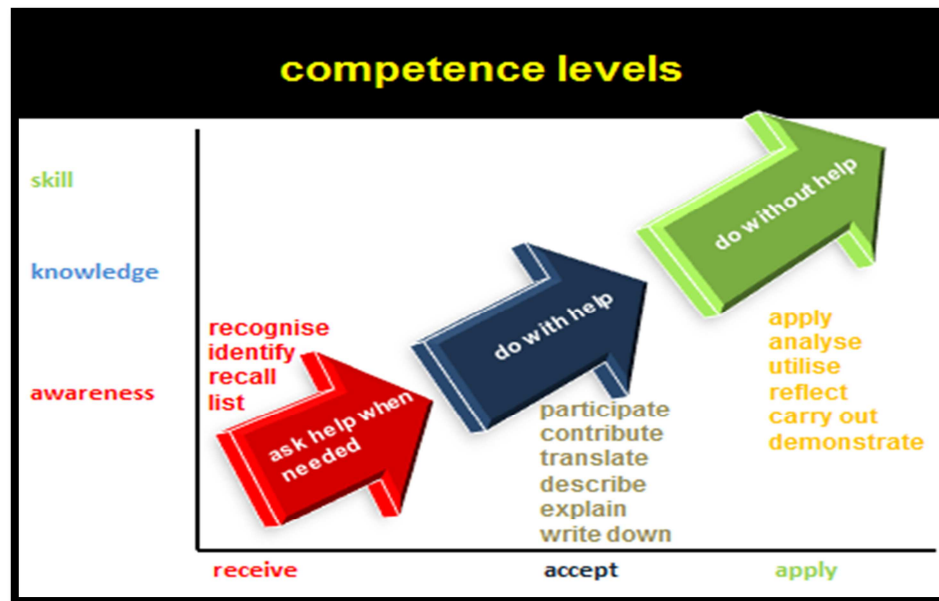 competence levels
skill
knowledge
awareness
recognise
identify
recall
list
ask help when
needed
do with help
do without help
participate
contribute
translate
describe
explain
write down
apply
analyse
utilise
reflect
carry out
demonstrate
receive
accept
apply